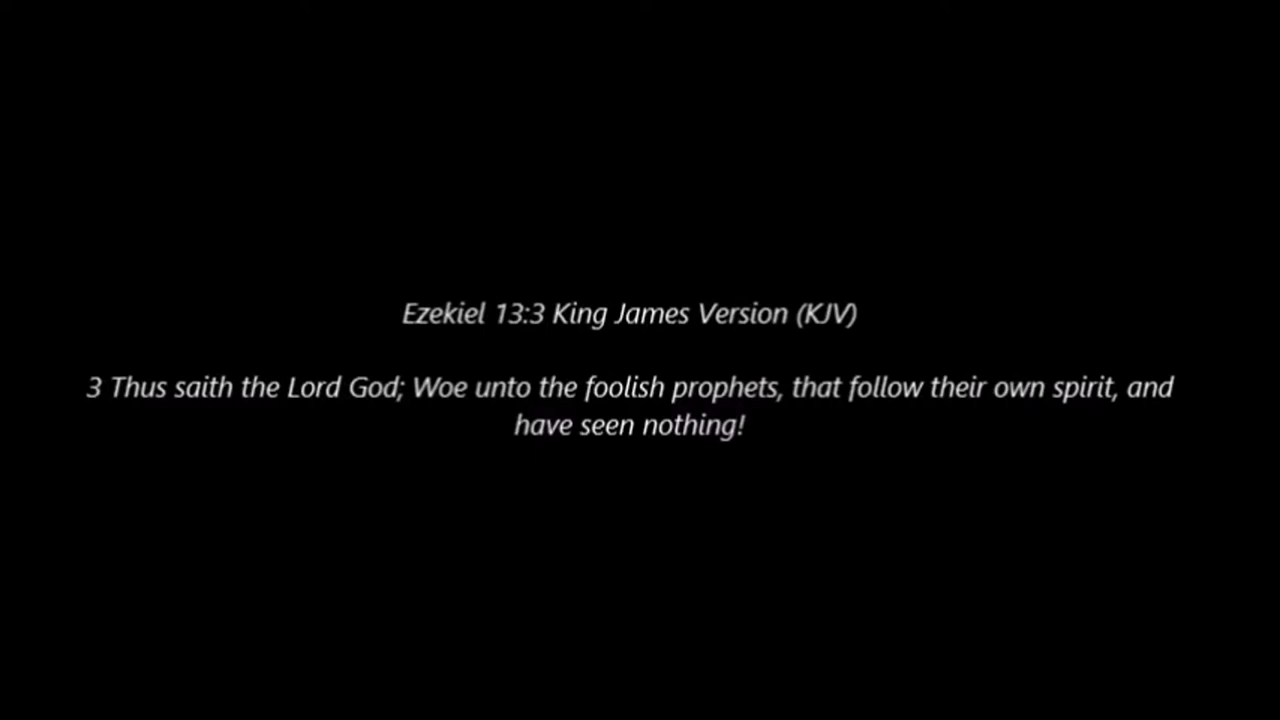 Ezekiel 13:3 King James Version (KJV)
3 Thus saith the Lord God; Woe unto the foolish prophets, that follow their own spirit, and
have seen nothing!